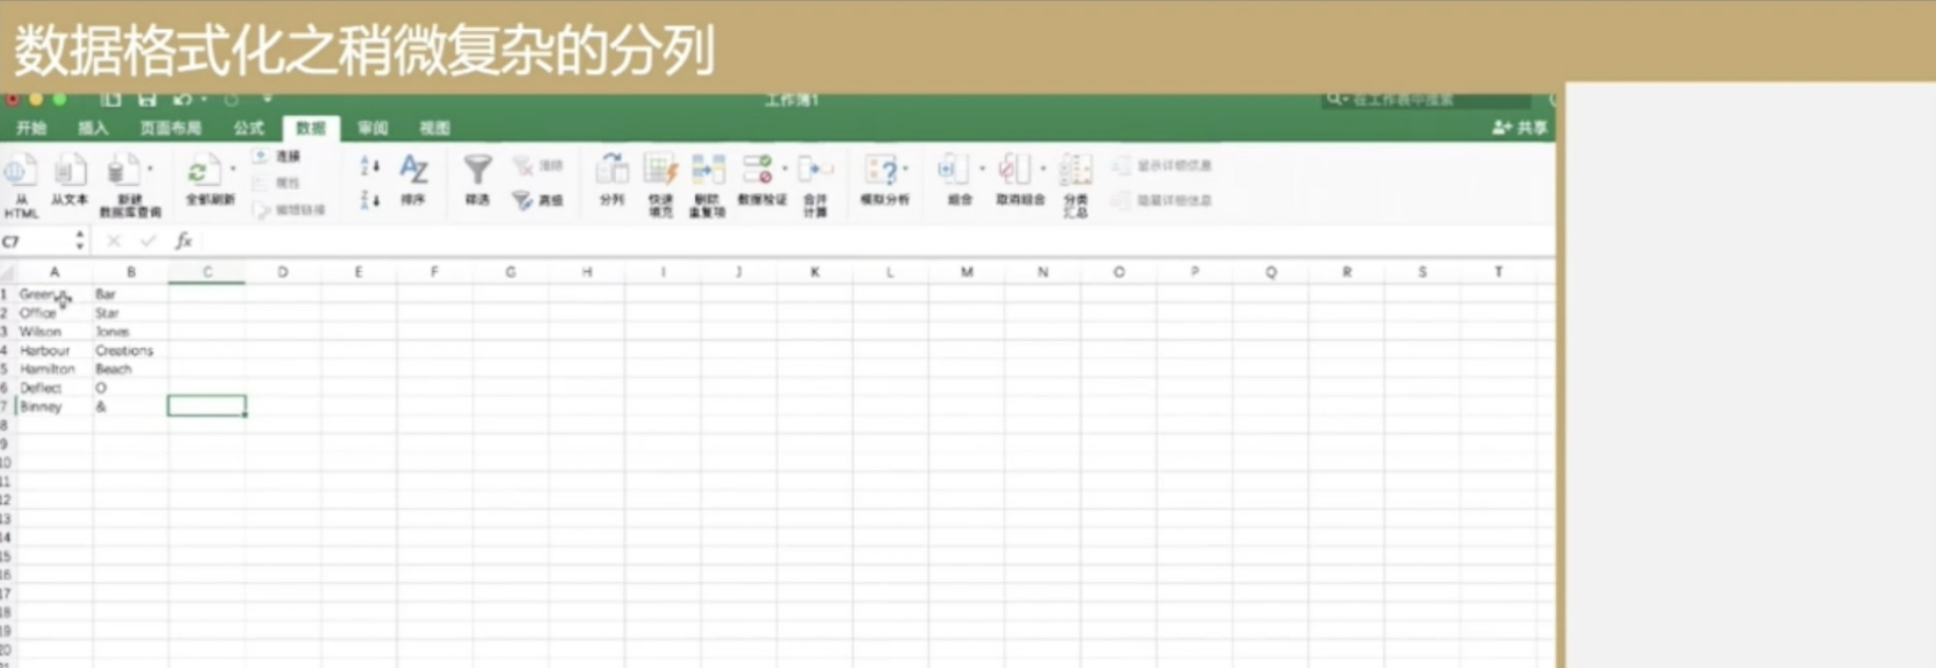 数据格式化之稍微复杂的分列
工作簿1
在工作表中搜索
开始 插入 页面布局 公式 数据 审阅 视图
共享
从 HTML
从文本
新建 数据库查询
全部刷新
连接
属性
编辑链接
排序
筛选
清除
高级
分列
快速 填充
删除 重复项
数据验证
合并 计算
模拟分析
组合
取消组合
分类 汇总
显示详细信息
隐藏详细信息
C7 fx
A B C D E F G H I J K L M N O P Q R S T
1 Green Bar
2 Office Star
3 Wilson Jones
4 Harbour Creations
5 Hamilton Beach
6 Deflect O
7 Binney &
8
9
10
11
12
13
14
15
16
17
18
19
20